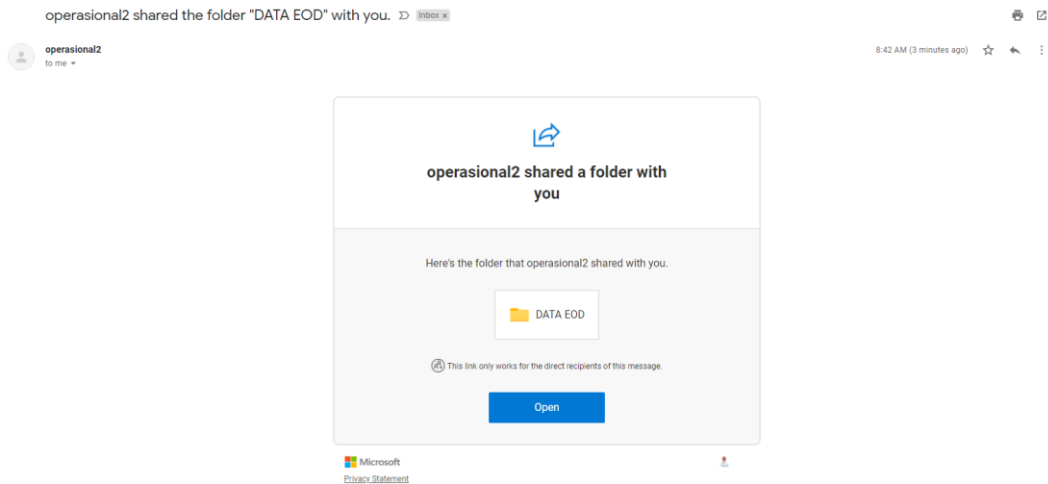 operasional2 shared the folder "DATA EOD" with you.
Inbox x
operasional2
8:42 AM (3 minutes ago)
to me
operasional2 shared a folder with
you
Here's the folder that operasional2 shared with you.
DATA EOD
This link only works for the direct recipients of this message.
Open
Microsoft
Privacy Statement